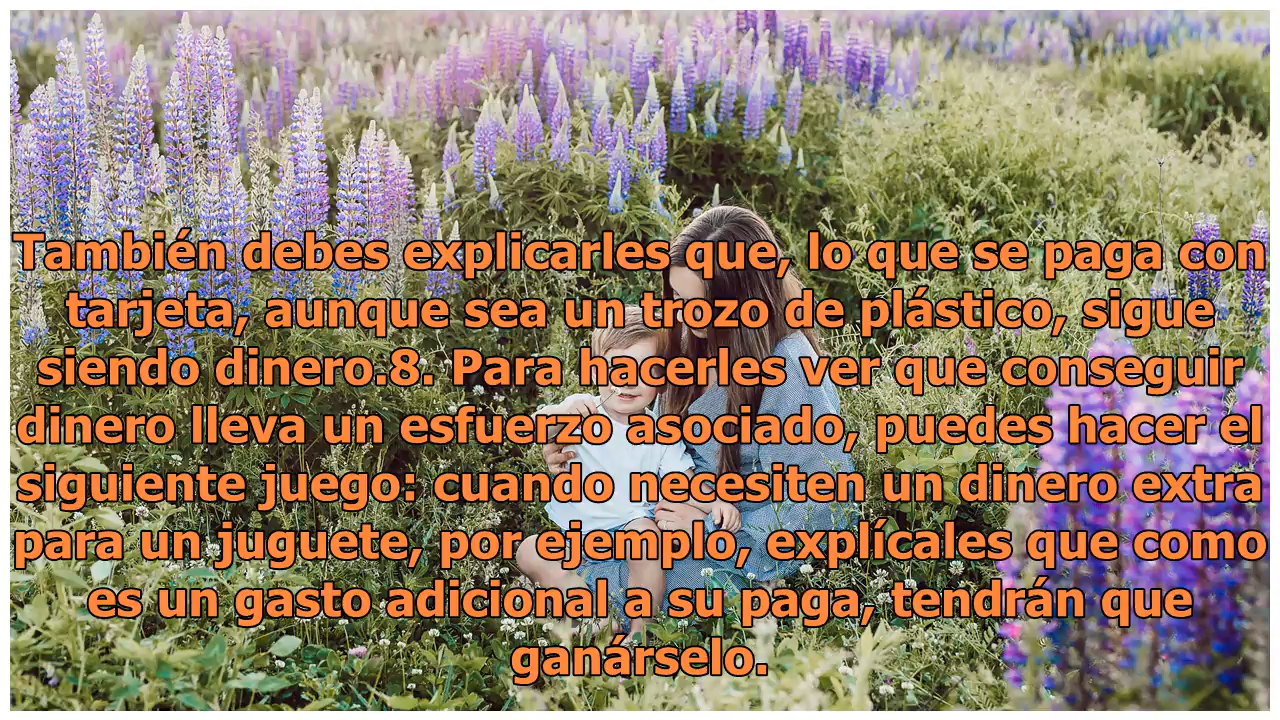 También debes explicarles que, lo que se paga con
tarjeta, aunque sea un trozo de plástico, sigue
siendo dinero.8. Para hacerles ver que conseguir
dinero lleva un esfuerzo asociado, puedes hacer el
siguiente juego: cuando necesiten un dinero extra
para un juguete, por ejemplo, explícales que como
es un gasto adicional a su paga, tendrán que
ganárselo.